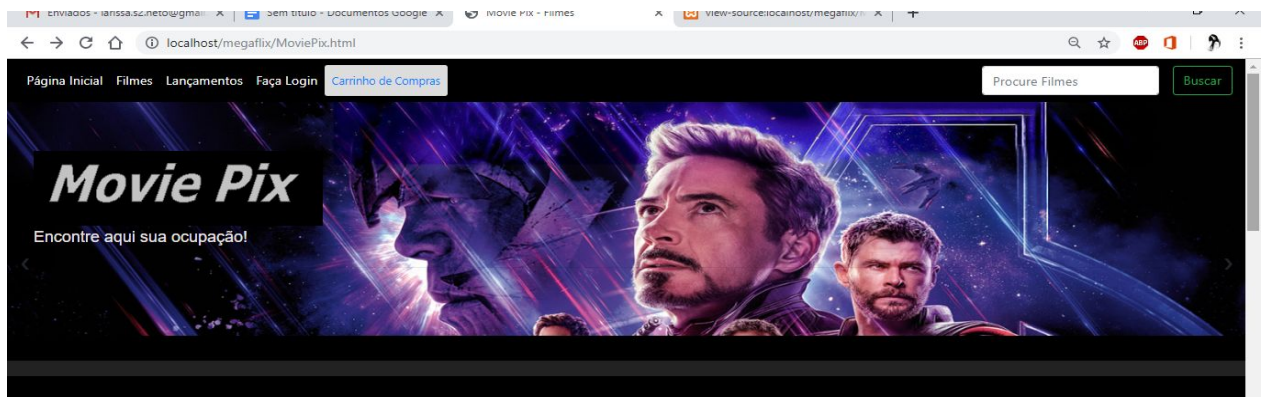 Enviados - larissa.s2.neto@gmai
Sem título - Documentos Google
Movie Pix - Filmes
view-source:localhost/megaflix/
localhost/megaflix/MoviePix.html
ABP
Página Inicial Filmes Lançamentos Faça Login Carrinho de Compras Procure Filmes Buscar
Movie Pix
Encontre aqui sua ocupação!